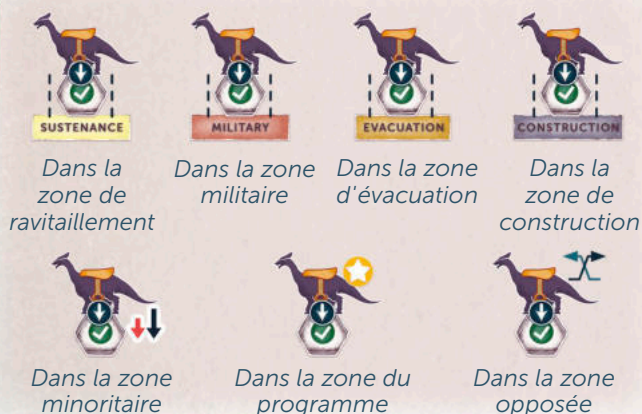 SUSTENANCE
MILITARY
EVACUATION
CONSTRUCTION
Dans la
zone de
ravitaillement
Dans la zone
militaire
Dans la zone
d'évacuation
Dans la
zone de
construction
Dans la zone
minoritaire
Dans la zone du
programme
Dans la zone
opposée